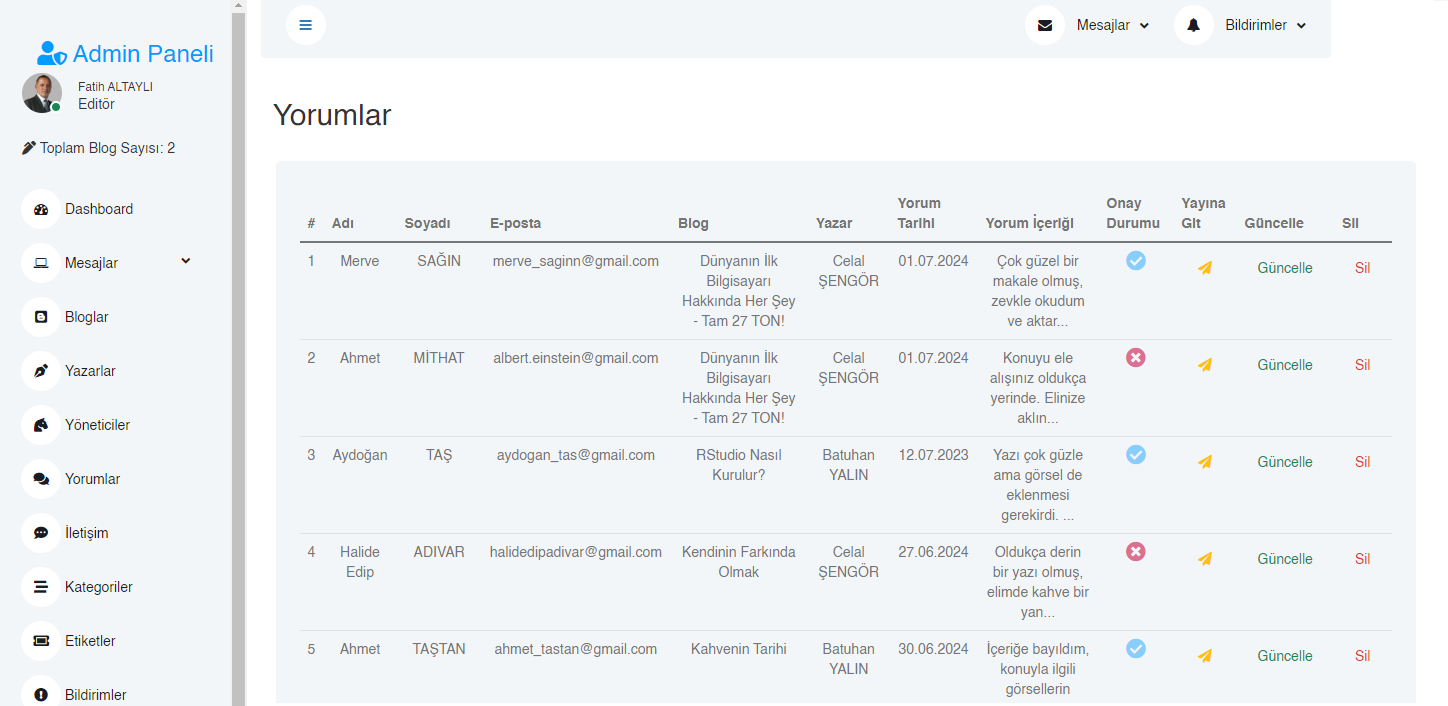 Admin Paneli
Fatih ALTAYLI
Editör
Toplam Blog Sayısı: 2
Dashboard
Mesajlar
Bloglar
Yazarlar
Yöneticiler
Yorumlar
İletişim
Kategoriler
Etiketler
Bildirimler
Mesajlar
Bildirimler
Yorumlar
# Adı Soyadı E-posta Blog Yazar Yorum Tarihi Yorum İçeriği Onay Durumu Yayına Git Güncelle Sil
1 Merve SAĞIN merve_saginn@gmail.com Dünyanın İlk Celal 01.07.2024 Çok güzel bir Güncelle Sil
Bilgisayarı ŞENGÖR makale olmuş,
Hakkında Her Şey zevkle okudum
- Tam 27 TON! ve aktar...
2 Ahmet MİTHAT albert.einstein@gmail.com Dünyanın İlk Celal 01.07.2024 Konuyu ele Güncelle Sil
Bilgisayarı ŞENGÖR alışınız oldukça
Hakkında Her Şey yerinde. Elinize
- Tam 27 TON! aklın...
3 Aydoğan TAŞ aydogan_tas@gmail.com RStudio Nasıl Batuhan 12.07.2023 Yazı çok güzle Güncelle Sil
Kurulur? YALIN ama görsel de
eklenmesi
gerekirdi. ...
4 Halide ADIVAR halidedipadivar@gmail.com Kendinin Farkında Celal 27.06.2024 Oldukça derin Güncelle Sil
Edip Olmak ŞENGÖR bir yazı olmuş,
elimde kahve bir
yan...
5 Ahmet TAŞTAN ahmet_tastan@gmail.com Kahvenin Tarihi Batuhan 30.06.2024 İçeriğe bayıldım, Güncelle Sil
YALIN konuyla ilgili
görsellerin